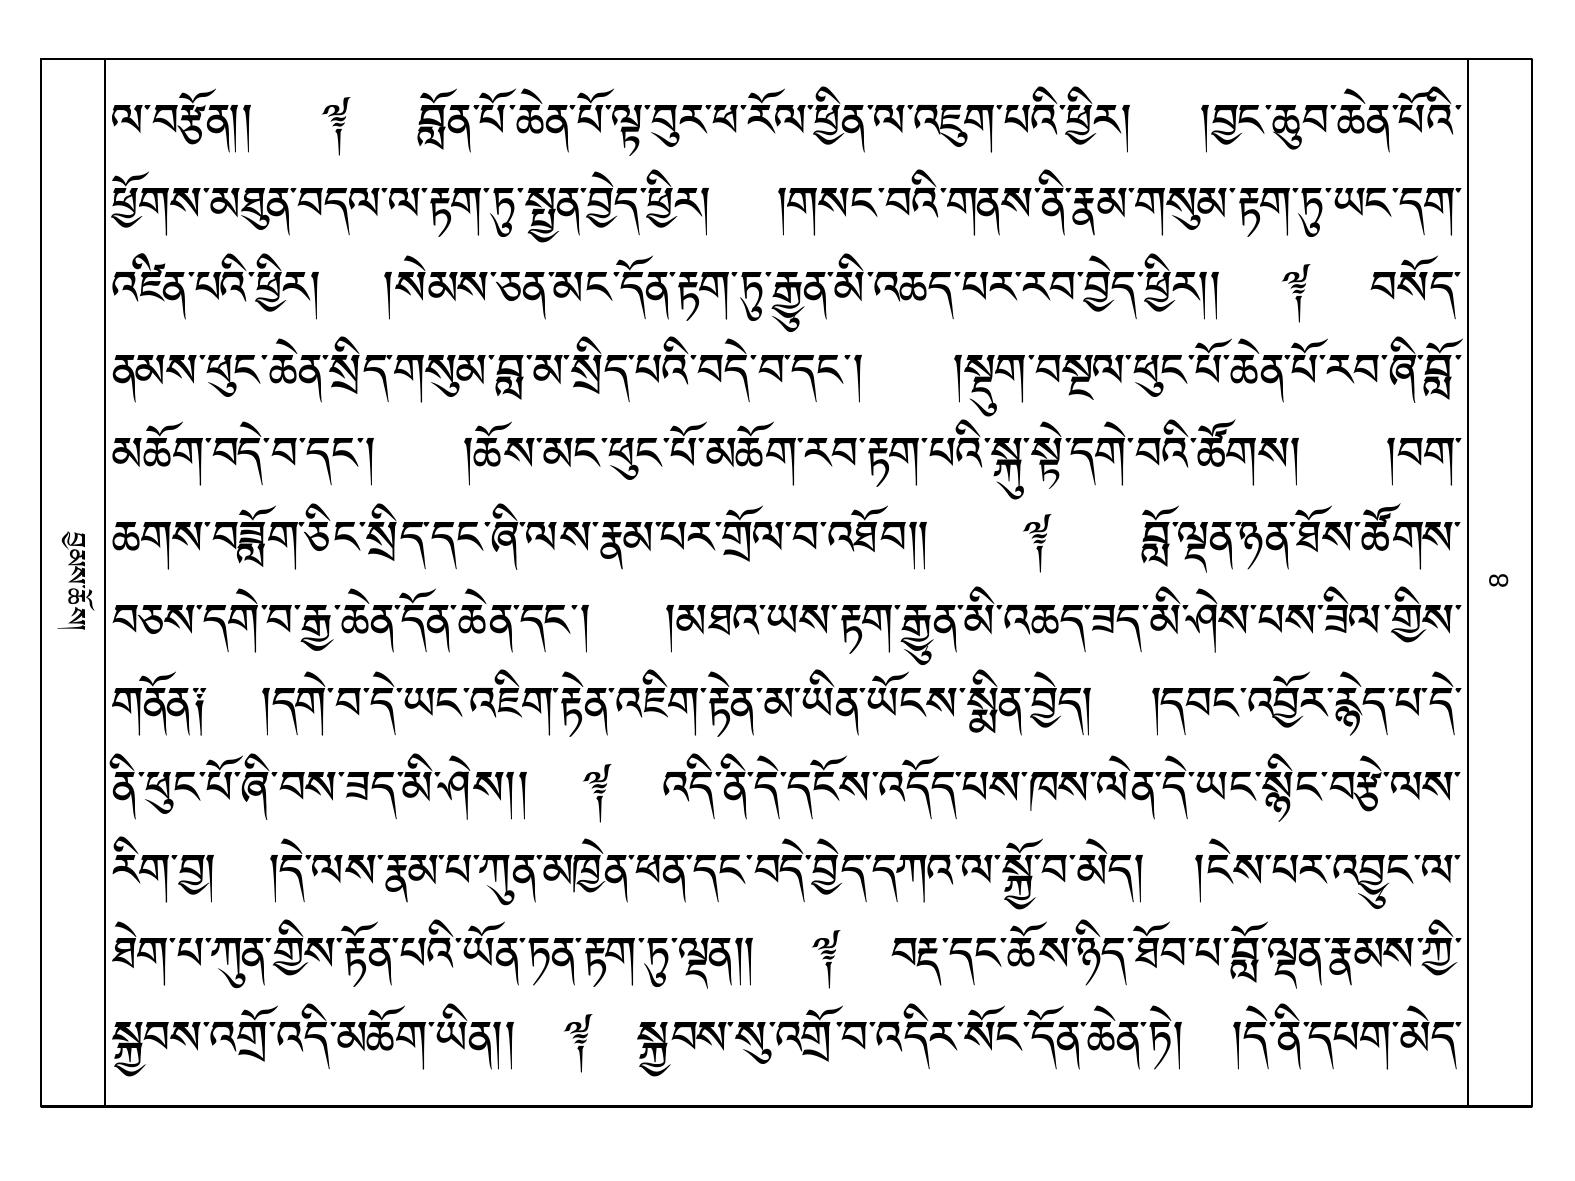 བྱམས་ཆོས།
ལ་བརྩོན།། ༈ བློན་པོ་ཆེན་པོ་ལྟ་བུར་ཕ་རོལ་ཕྱིན་ལ་འཇུག་པའི་ཕྱིར། །བྱང་ཆུབ་ཆེན་པོའི་
ཕྱོགས་མཐུན་བདལ་ལ་རྟག་ཏུ་སྦྱན་བྱེད་ཕྱིར། །གསང་བའི་གནས་ནི་རྣམ་གསུམ་རྟག་ཏུ་ཡང་དག་
འཛིན་པའི་ཕྱིར། །སེམས་ཅན་མང་དོན་རྟག་ཏུ་རྒྱུན་མི་འཆད་པར་རབ་བྱེད་ཕྱིར།། ༈ བསོད་
ནམས་ཕུང་ཆེན་སྲིད་གསུམ་བླ་མ་སྲིད་པའི་བདེ་བ་དང་། །སྡུག་བསྔལ་ཕུང་པོ་ཆེན་པོ་རབ་ཞི་བློ་
མཆོག་བདེ་བ་དང་། །ཆོས་མང་ཕུང་པོ་མཆོག་རབ་རྟག་པའི་སྐུ་སྟེ་དགེ་བའི་ཚོགས། །བག་
ཆགས་བཟློག་ཅིང་སྲིད་དང་ཞི་ལས་རྣམ་པར་གྲོལ་བ་འཐོབ།། ༈ བློ་ལྡན་ཉན་ཐོས་ཚོགས་
བཅས་དགེ་བ་རྒྱ་ཆེན་དོན་ཆེན་དང་། །མཐའ་ཡས་རྟག་རྒྱུན་མི་འཆད་ཟད་མི་ཤེས་པས་ཟིལ་གྱིས་
གནོན༑ །དགེ་བ་དེ་ཡང་འཇིག་རྟེན་འཇིག་རྟེན་མ་ཡིན་ཡོངས་སྨིན་བྱེད། །དབང་འབྱོར་རྙེད་པ་དེ་
ནི་ཕུང་པོ་ཞི་བས་ཟད་མི་ཤེས།། ༈ འདི་ནི་དེ་དངོས་འདོད་པས་ཁས་ལེན་དེ་ཡང་སྙིང་བརྩེ་ལས་
རིག་བྱ། །དེ་ལས་རྣམ་པ་ཀུན་མཁྱེན་ཕན་དང་བདེ་བྱེད་དཀའ་ལ་སྐྱོ་བ་མེད། །ངེས་པར་འབྱུང་ལ་
ཐེག་པ་ཀུན་གྱིས་རྟོན་པའི་ཡོན་ཏན་རྟག་ཏུ་ལྡན།། ༈ བརྡ་དང་ཆོས་ཉིད་ཐོབ་པ་བློ་ལྡན་རྣམས་ཀྱི་
སྐྱབས་འགྲོ་འདི་མཆོག་ཡིན།། ༈ སྐྱབས་སུ་འགྲོ་བ་འདིར་སོང་དོན་ཆེན་ཏེ། །དེ་ནི་དཔག་མེད་
8